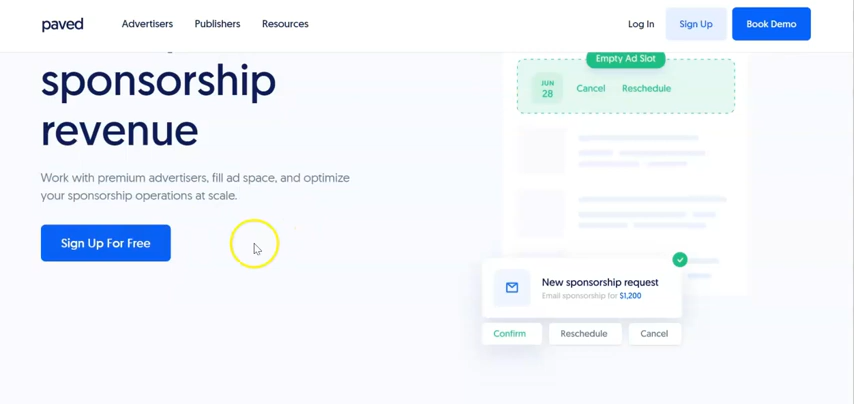 paved
Advertisers
Publishers
Resources
Log In
Sign Up
Book Demo
sponsorship
revenue
Work with premium advertisers, fill ad space, and optimize
your sponsorship operations at scale.
Sign Up For Free
Empty Ad Slot
JUN
28
Cancel
Reschedule
New sponsorship request
Email sponsorship for $1,200
Confirm
Reschedule
Cancel